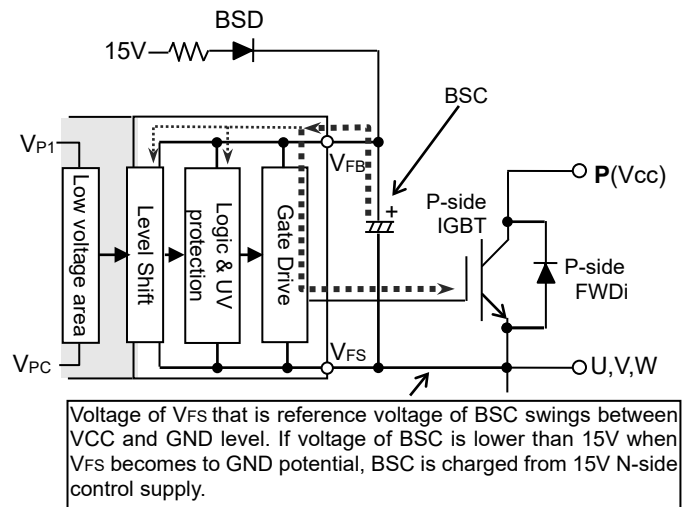 BSD
15V
BSC
VP1
VFB
P(Vcc)
Low voltage area
Level Shift
Logic & UV
protection
Gate Drive
+
P-side
IGBT
P-side
FWDi
VPC
VFS
U,V,W
Voltage of VFS that is reference voltage of BSC swings between
VCC and GND level. If voltage of BSC is lower than 15V when
VFS becomes to GND potential, BSC is charged from 15V N-side
control supply.